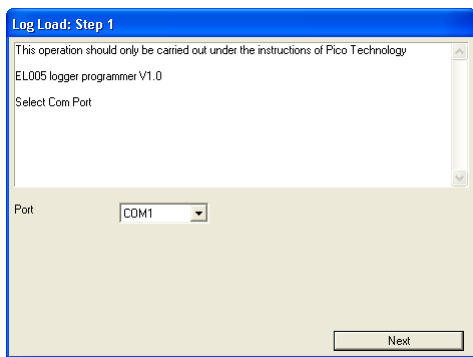 Log Load: Step 1
This operation should only be carried out under the instructions of Pico Technology
EL005 logger programmer V1.0
Select Com Port
Port
COM1
Next